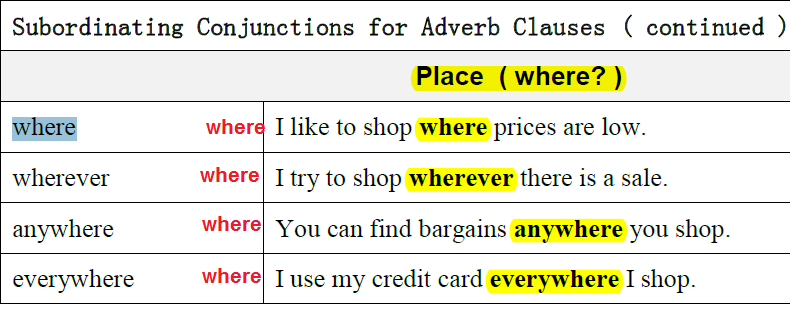 Subordinating Conjunctions for Adverb Clauses ( continued )
Place ( where? )
where where I like to shop where prices are low.
wherever where I try to shop wherever there is a sale.
anywhere where You can find bargains anywhere you shop.
everywhere where I use my credit card everywhere I shop.